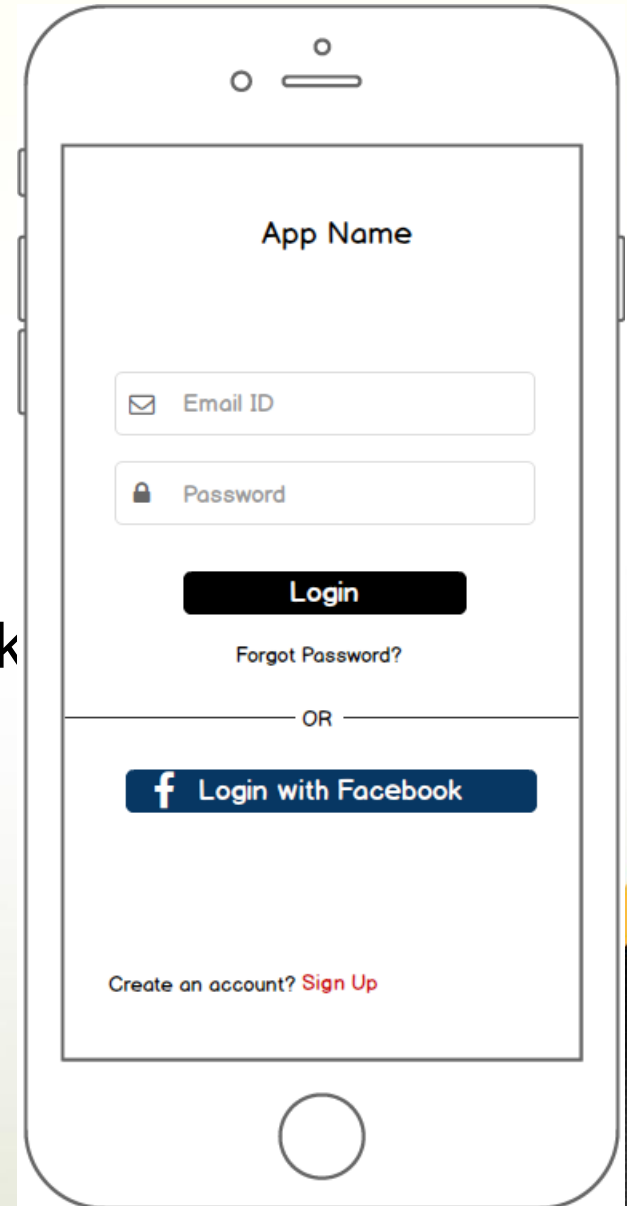 App Name
Email ID
Password
Login
k
Forgot Password?
OR
f Login with Facebook
Create an account? Sign Up